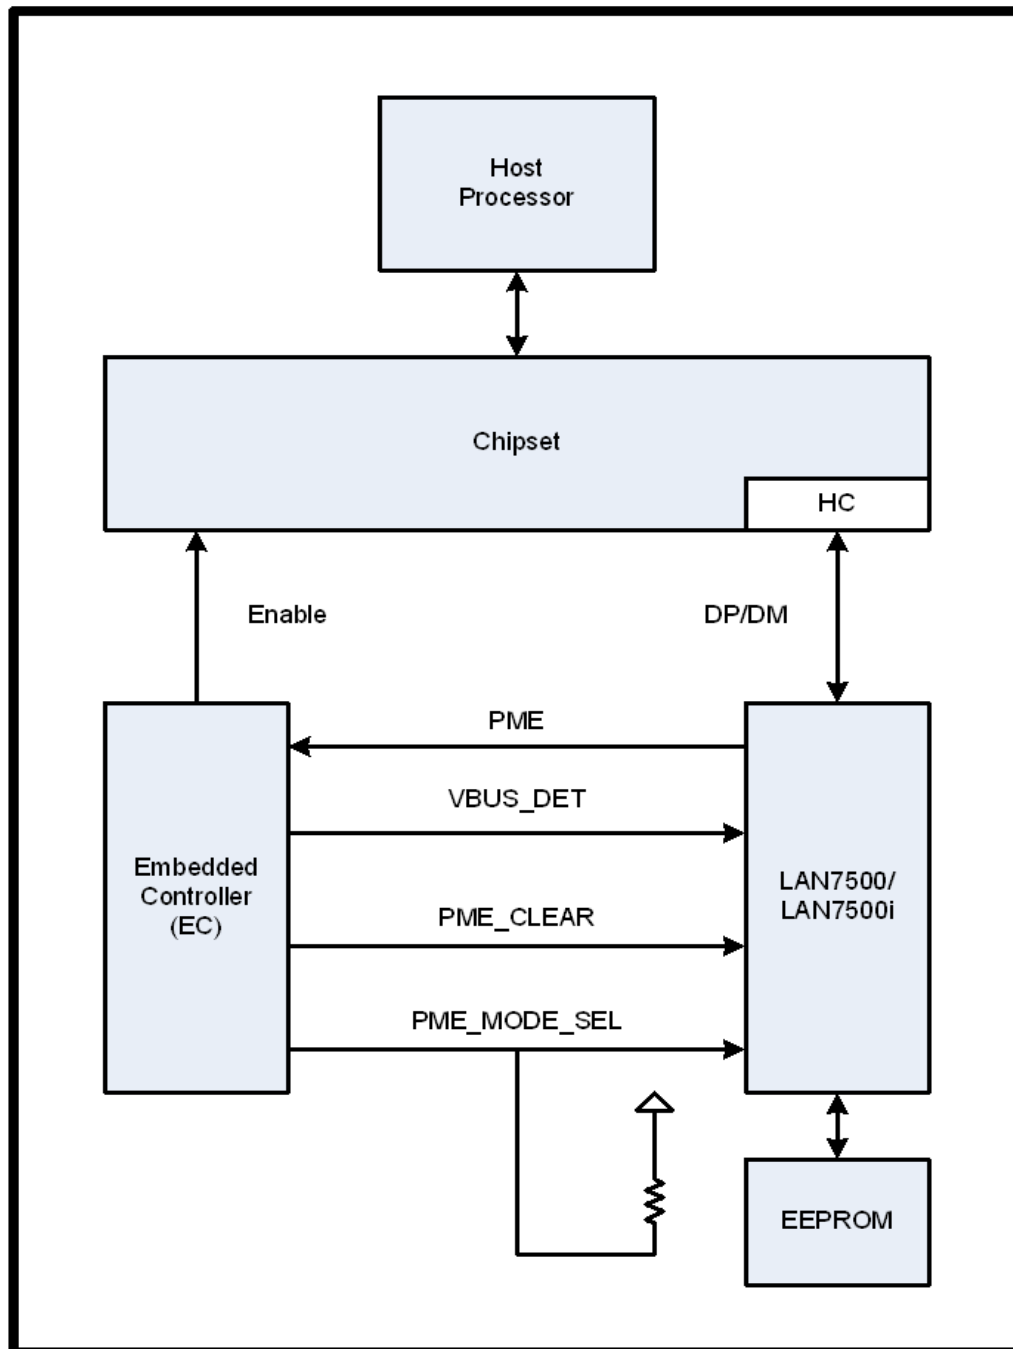 Host
Processor
Chipset
HC
Enable
DP/DM
PME
VBUS_DET
Embedded
Controller
(EC)
LAN7500/
LAN7500i
PME_CLEAR
PME_MODE_SEL
EEPROM